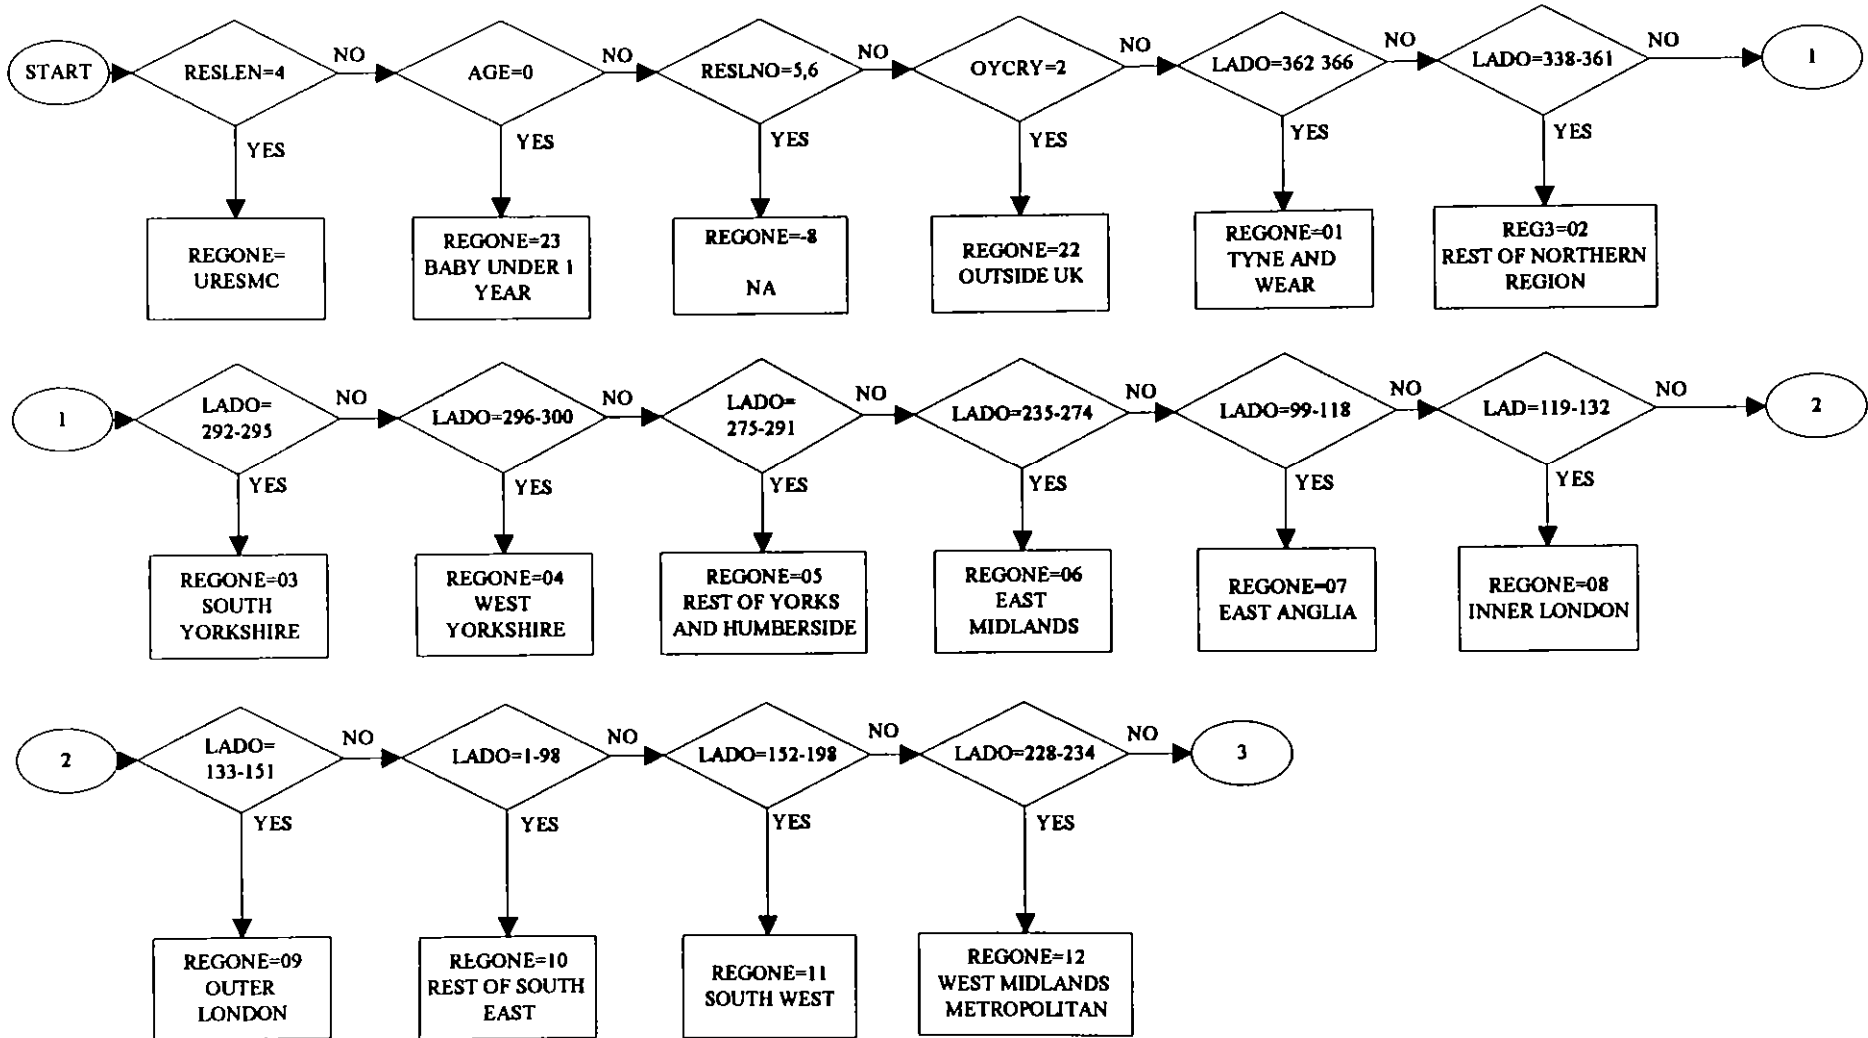 START
RESLEN=4
NO
AGE=0
NO
RESLNO=5,6
NO
OYCRY=2
NO
LADO=362 366
NO
LADO=338-361
NO
1
YES
YES
YES
YES
YES
YES
REGONE=
URESMC
REGONE=23
BABY UNDER 1
YEAR
REGONE=-8
NA
REGONE=22
OUTSIDE UK
REGONE=01
TYNE AND
WEAR
REG3=02
REST OF NORTHERN
REGION
1
LADO=
292-295
NO
LADO=296-300
NO
LADO=
275-291
NO
LADO=235-274
NO
LADO=99-118
NO
LAD=119-132
NO
2
YES
YES
YES
YES
YES
YES
REGONE=03
SOUTH
YORKSHIRE
REGONE=04
WEST
YORKSHIRE
REGONE=05
REST OF YORKS
AND HUMBERSIDE
REGONE=06
EAST
MIDLANDS
REGONE=07
EAST ANGLIA
REGONE=08
INNER LONDON
2
LADO=
133-151
NO
LADO=1-98
NO
LADO=152-198
NO
LADO=228-234
NO
3
YES
YES
YES
YES
REGONE=09
OUTER
LONDON
REGONE=10
REST OF SOUTH
EAST
REGONE=11
SOUTH WEST
REGONE=12
WEST MIDLANDS
METROPOLITAN